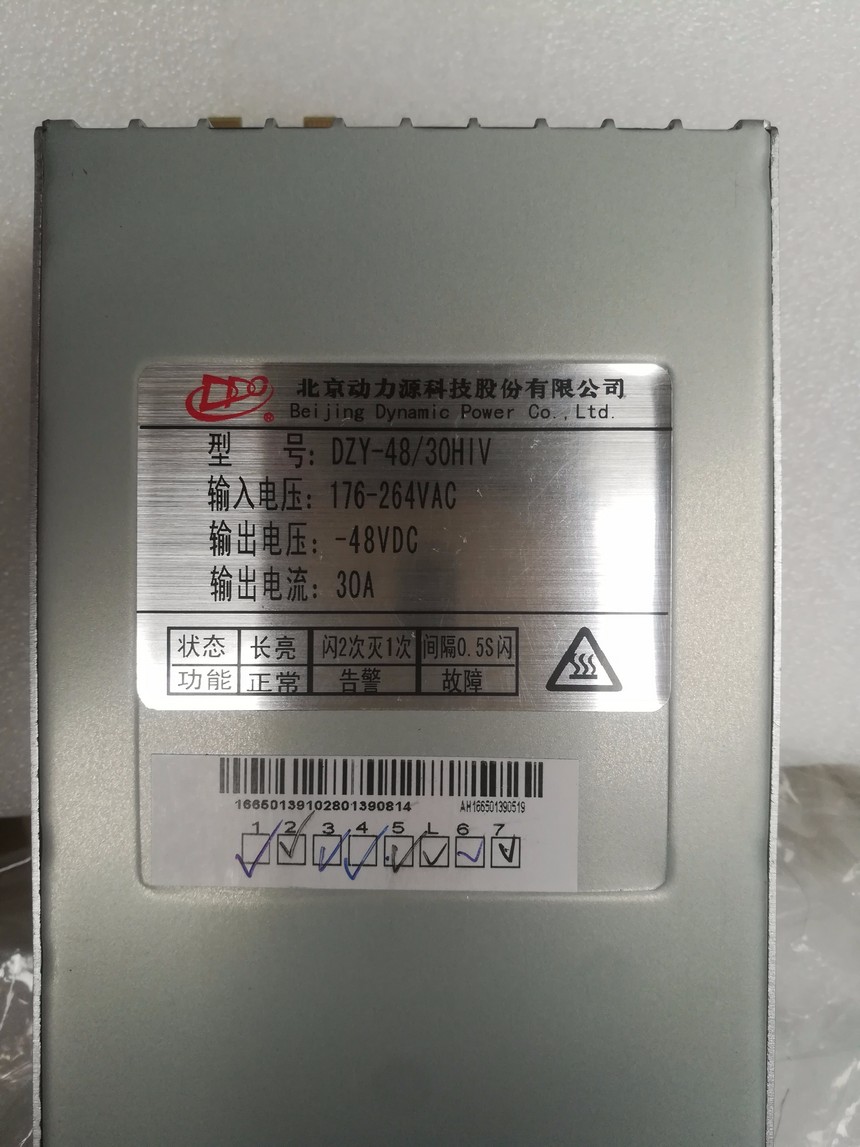 DPC ®
北京动力源科技股份有限公司
Beijing Dynamic Power Co.,Ltd.
型 号: DZY-48/30HIV
输入电压: 176-264VAC
输出电压: -48VDC
输出电流: 30A
状态 长亮 闪2次灭1次 间隔0.5S闪
功能 正常 告警 故障
16650139102801390814 AH166501390519
1 2 3 4 5 L 6 7